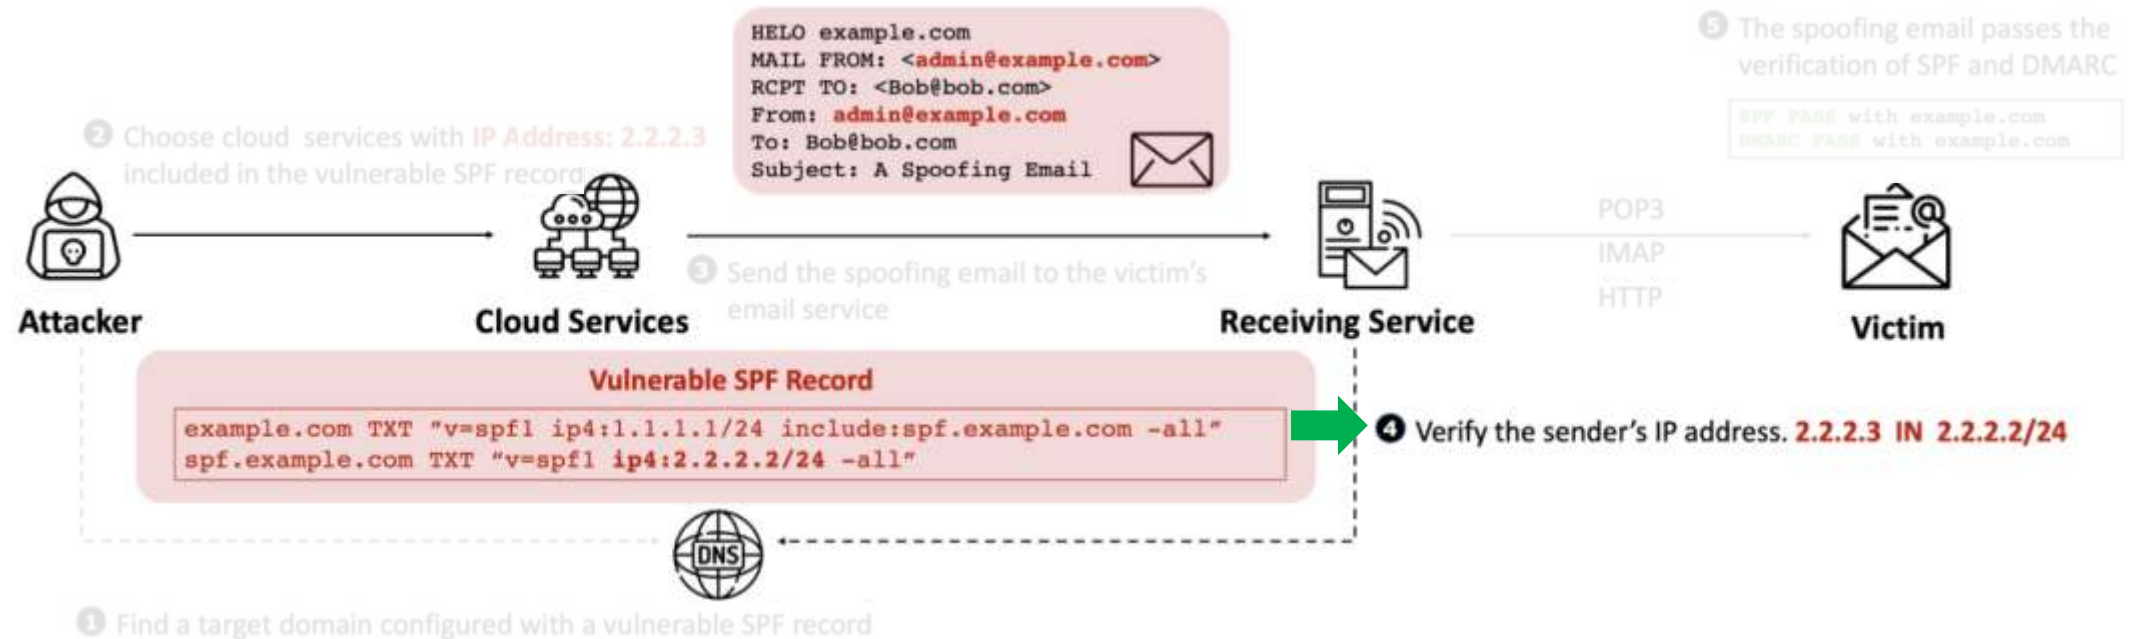 HELO example.com
MAIL FROM: <admin@example.com>
RCPT TO: <Bob@bob.com>
From: admin@example.com
To: Bob@bob.com
Subject: A Spoofing Email
❺ The spoofing email passes the
verification of SPF and DMARC
SPF PASS with example.com
DMARC PASS with example.com
❷ Choose cloud services with IP Address: 2.2.2.3
included in the vulnerable SPF record
POP3
IMAP
HTTP
❸ Send the spoofing email to the victim's
email service
Attacker
Cloud Services
Receiving Service
Victim
Vulnerable SPF Record
example.com TXT "v=spf1 ip4:1.1.1.1/24 include:spf.example.com -all"
spf.example.com TXT "v=spf1 ip4:2.2.2.2/24 -all"
❹ Verify the sender's IP address. 2.2.2.3 IN 2.2.2.2/24
DNS
❶ Find a target domain configured with a vulnerable SPF record